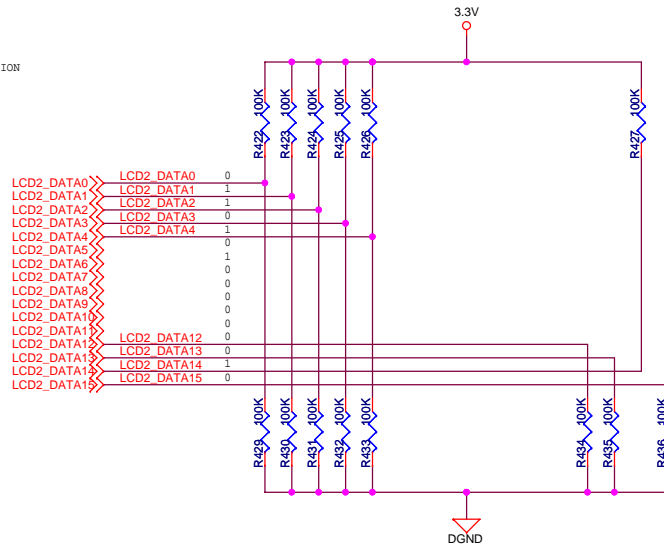 3.3V
ION
R422 100K
R423 100K
R424 100K
R425 100K
R426 100K
R427 100K
LCD2_DATA0 LCD2_DATA0 0
LCD2_DATA1 LCD2_DATA1 1
LCD2_DATA2 LCD2_DATA2 1
LCD2_DATA3 LCD2_DATA3 0
LCD2_DATA4 LCD2_DATA4 1
LCD2_DATA5 0
LCD2_DATA6 1
LCD2_DATA7 0
LCD2_DATA8 0
LCD2_DATA9 0
LCD2_DATA10 0
LCD2_DATA11 0
LCD2_DATA12 LCD2_DATA12 0
LCD2_DATA13 LCD2_DATA13 0
LCD2_DATA14 LCD2_DATA14 1
LCD2_DATA15 LCD2_DATA15 0
R429 100K
R430 100K
R431 100K
R432 100K
R433 100K
R434 100K
R435 100K
R436 100K
DGND